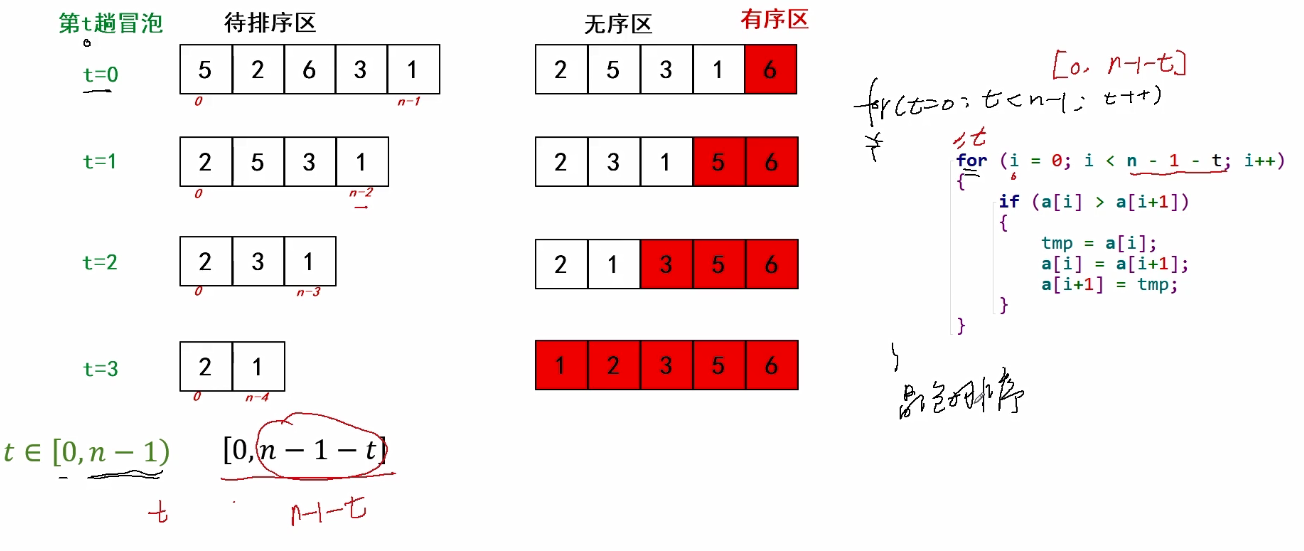 第t趟冒泡 待排序区 无序区 有序区
0
t=0 5 2 6 3 1 2 5 3 1 6
0 n-1
[0, n-1-t]
for(t=0; t<n-1; t++)
{
t=1 2 5 3 1 2 3 1 5 6
0 n-2
t
for (i = 0; i < n - 1 - t; i++)
{
if (a[i] > a[i+1])
{
tmp = a[i];
a[i] = a[i+1];
a[i+1] = tmp;
}
}
t=2 2 3 1 2 1 3 5 6
0 n-3
t=3 2 1 1 2 3 5 6
0 n-4
}
排序
t ∈ [0, n − 1) [0, n − 1 − t]
t n-1-t